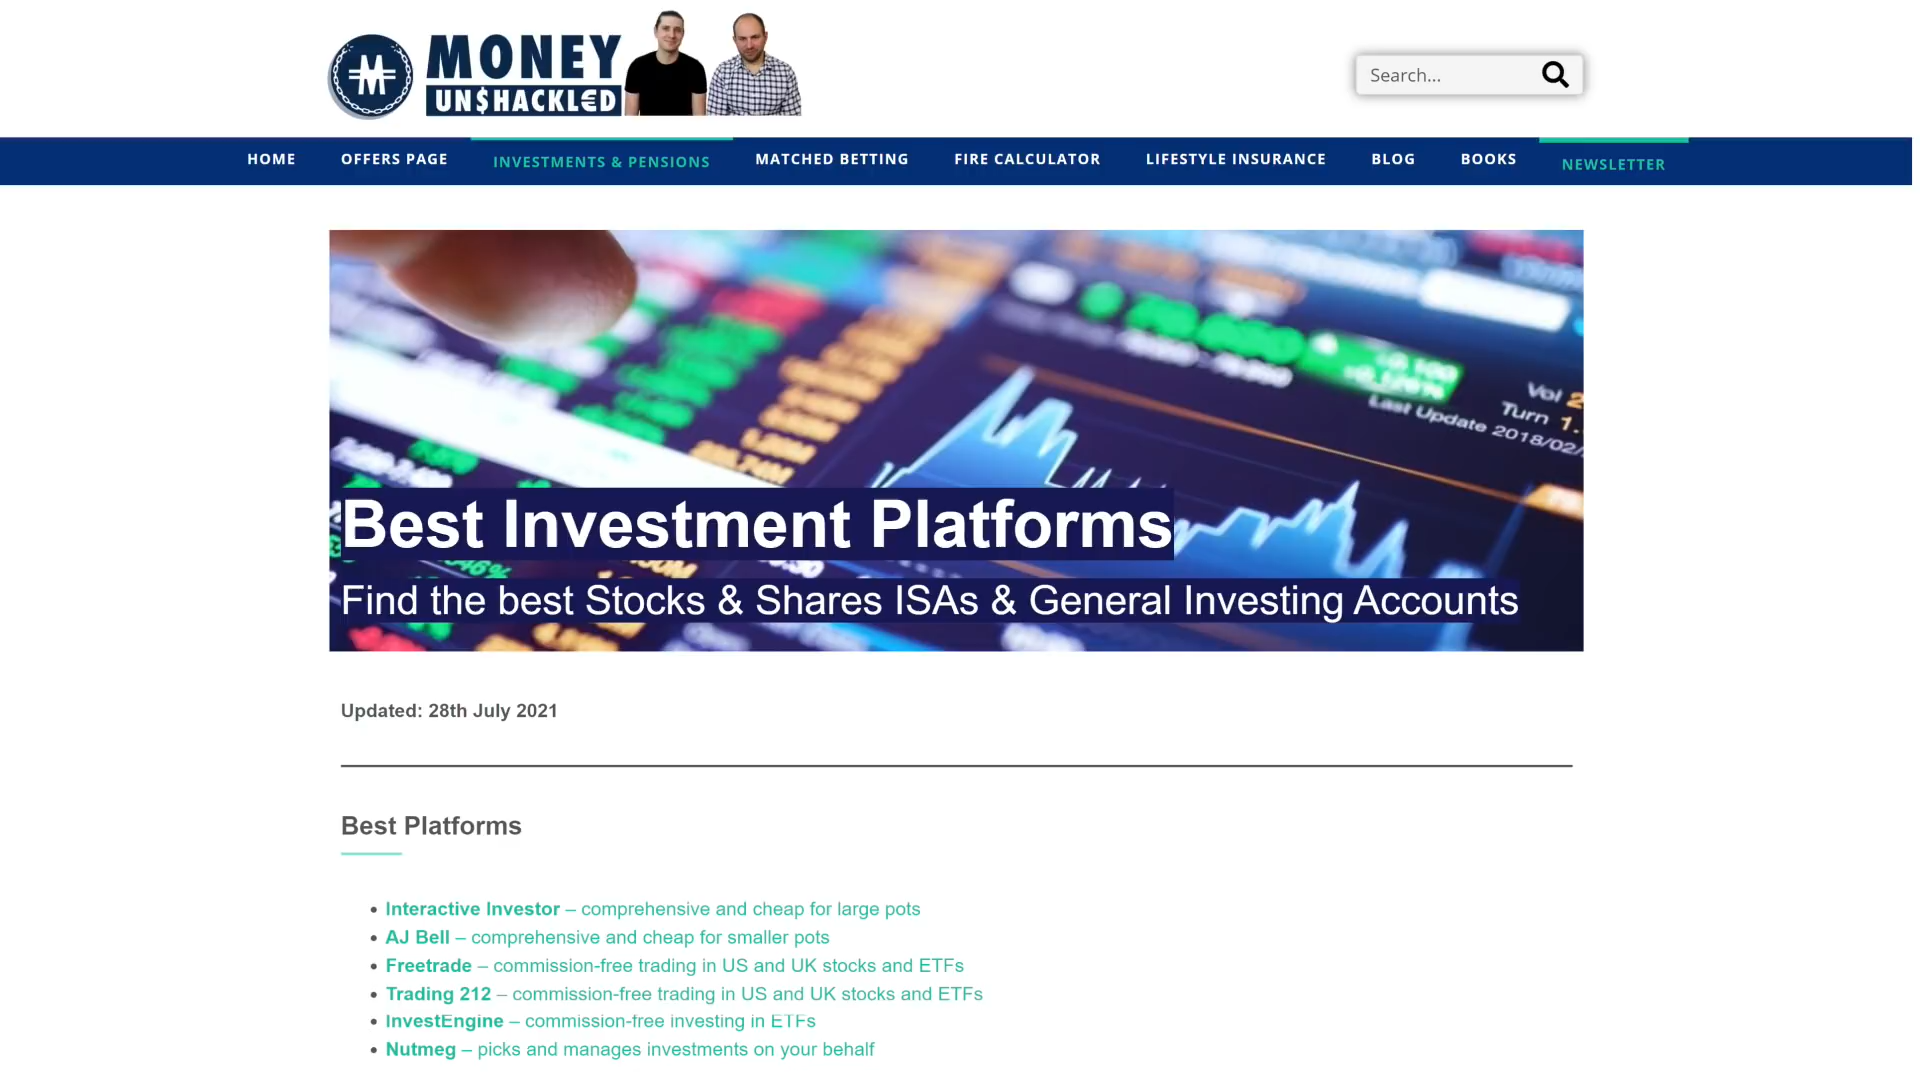 MONEY
UN$HACKL€D
Search...
HOME
OFFERS PAGE
INVESTMENTS & PENSIONS
MATCHED BETTING
FIRE CALCULATOR
LIFESTYLE INSURANCE
BLOG
BOOKS
NEWSLETTER
Vol 2
Turn 1.
Last Update 2018/02/
Best Investment Platforms
Find the best Stocks & Shares ISAs & General Investing Accounts
Updated: 28th July 2021
Best Platforms
• Interactive Investor – comprehensive and cheap for large pots
• AJ Bell – comprehensive and cheap for smaller pots
• Freetrade – commission-free trading in US and UK stocks and ETFs
• Trading 212 – commission-free trading in US and UK stocks and ETFs
• InvestEngine – commission-free investing in ETFs
• Nutmeg – picks and manages investments on your behalf